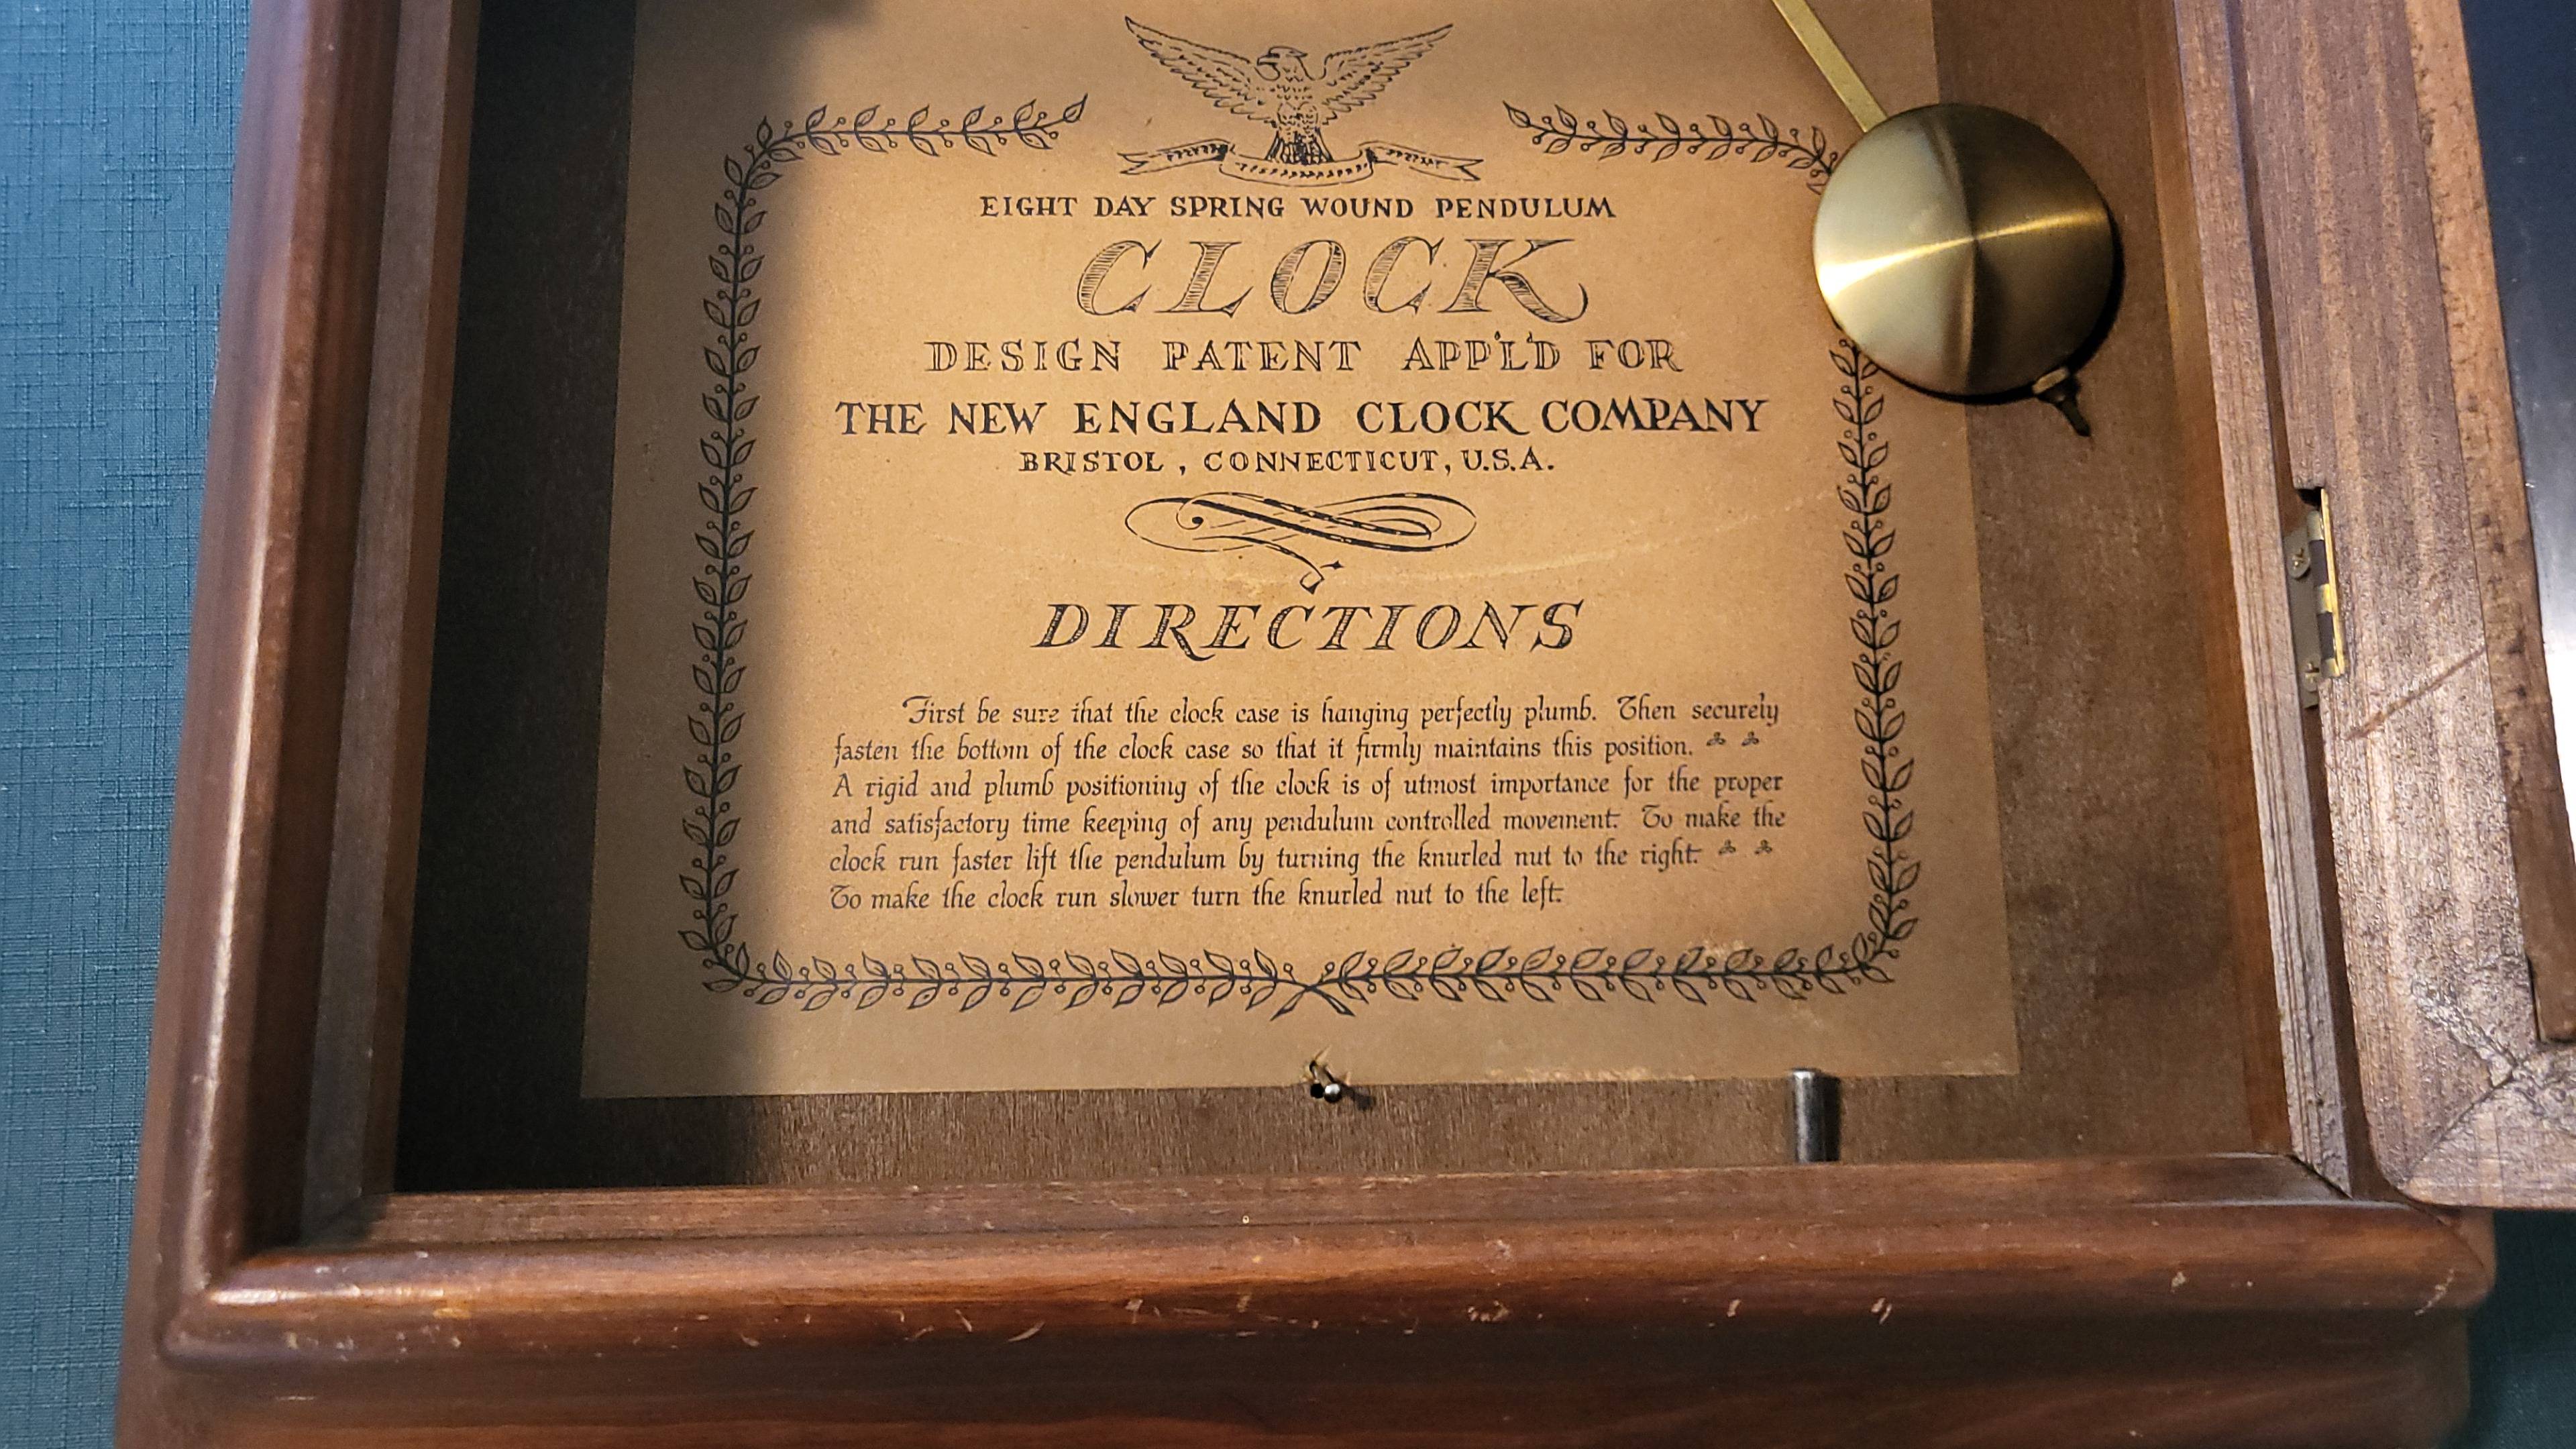 EIGHT DAY SPRING WOUND PENDULUM
CLOCK
DESIGN PATENT APP'L'D FOR
THE NEW ENGLAND CLOCK COMPANY
BRISTOL, CONNECTICUT, U.S.A.
DIRECTIONS
First be sure that the clock case is hanging perfectly plumb. Then securely
fasten the bottom of the clock case so that it firmly maintains this position.
A rigid and plumb positioning of the clock is of utmost importance for the proper
and satisfactory time keeping of any pendulum controlled movement. To make the
clock run faster lift the pendulum by turning the knurled nut to the right.
To make the clock run slower turn the knurled nut to the left.